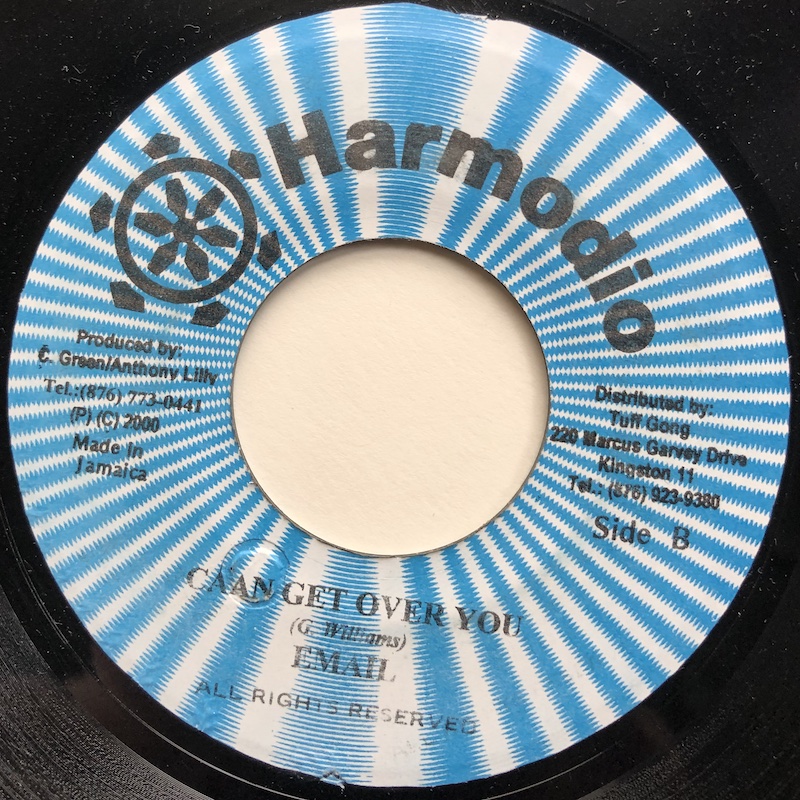 Harmodio
Produced by:
C. Green/Anthony Lilly
Tel.:(876) 773-0441
(P) (C) 2000
Made in
Jamaica
Distributed by:
Tuff Gong
220 Marcus Garvey Drive
Kingston 11
Tel.: (876) 923-9380
Side B
CAAN GET OVER YOU
(G. Williams)
EMAIL
ALL RIGHTS RESERVED